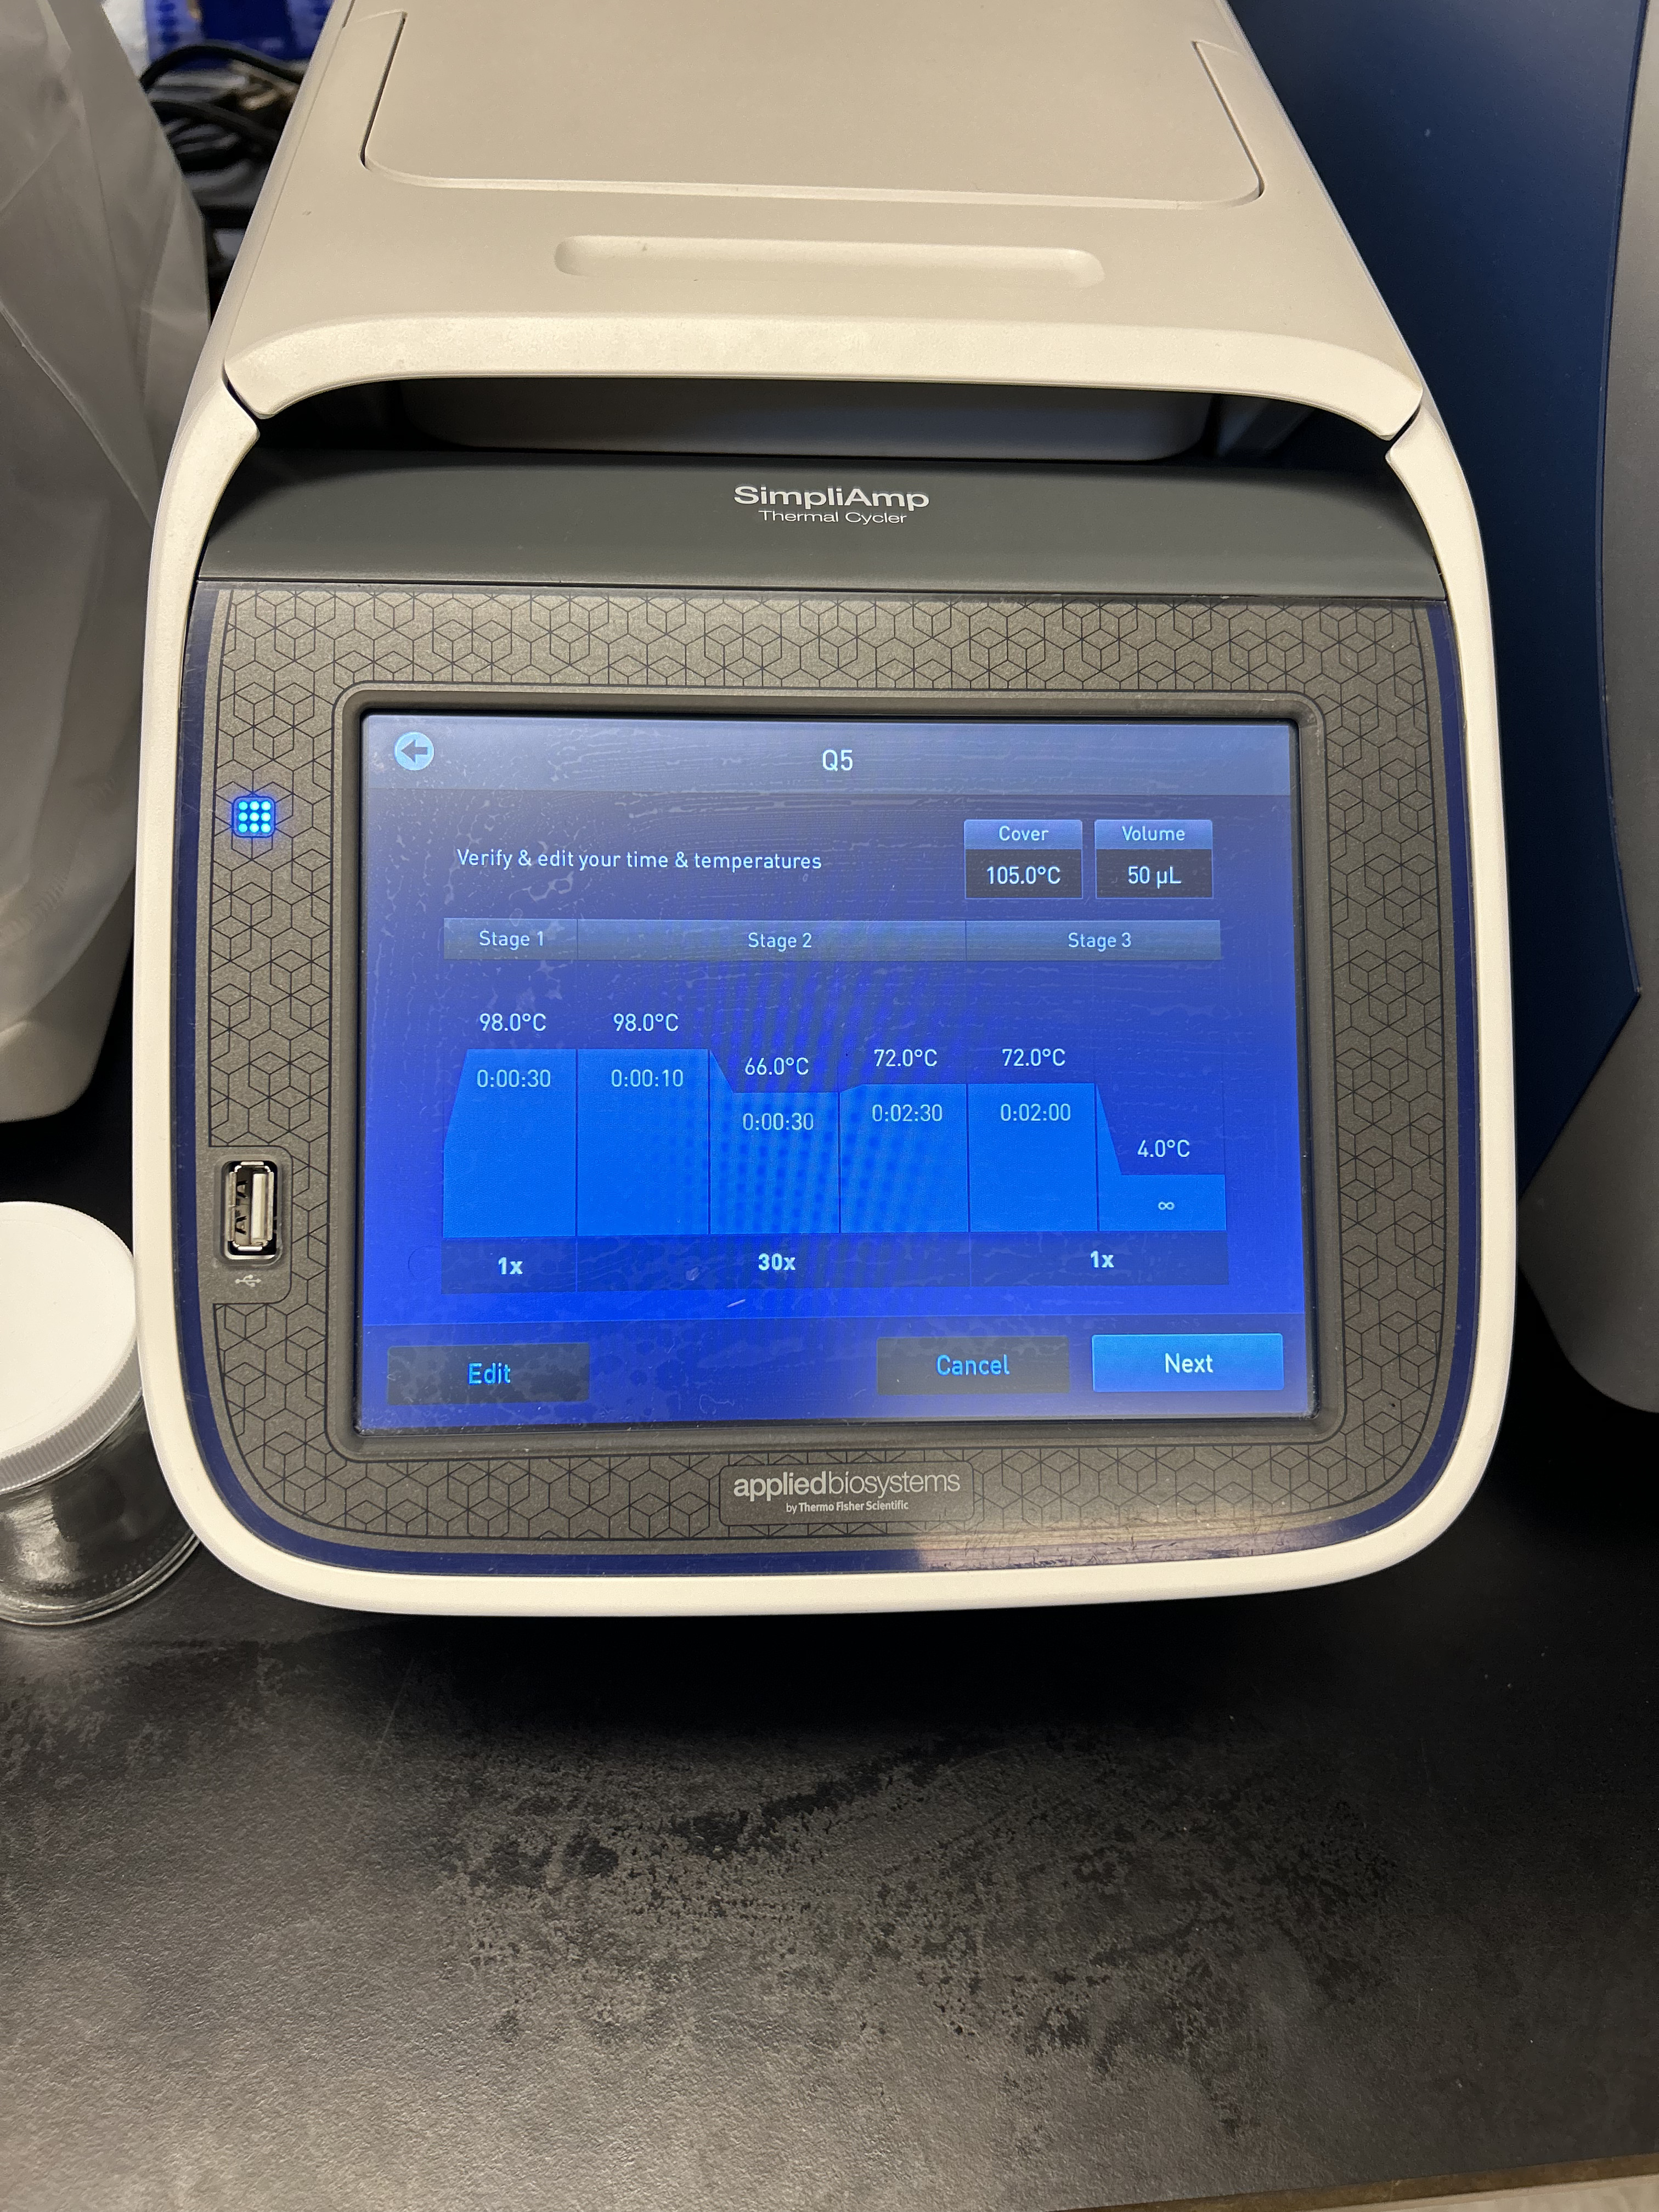 SimpliAmp
Thermal Cycler
Q5
Verify & edit your time & temperatures
Cover
Volume
105.0°C
50 µL
Stage 1
Stage 2
Stage 3
98.0°C
98.0°C
66.0°C
72.0°C
72.0°C
4.0°C
0:00:30
0:00:10
0:00:30
0:02:30
0:02:00
∞
1x
30x
1x
Edit
Cancel
Next
appliedbiosystems
by Thermo Fisher Scientific